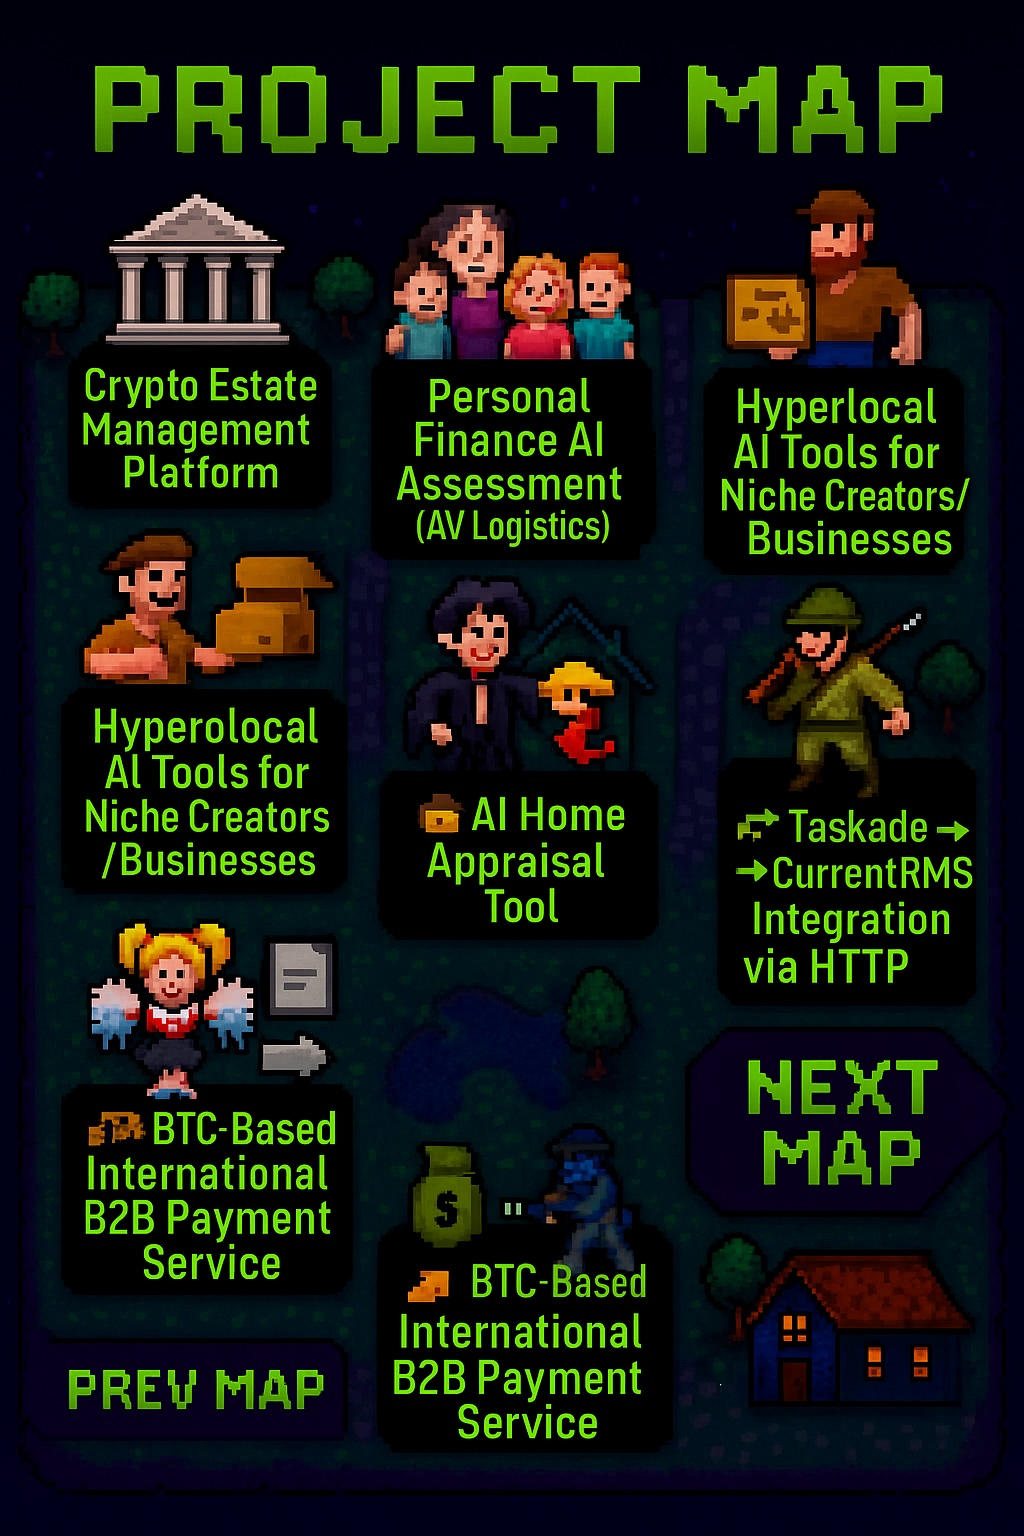 PROJECT MAP
Crypto Estate
Management
Platform
Personal
Finance AI
Assessment
(AV Logistics)
Hyperlocal
AI Tools for
Niche Creators/
Businesses
Hyperolocal
AI Tools for
Niche Creators
/Businesses
AI Home
Appraisal
Tool
Taskade →
→CurrentRMS
Integration
via HTTP
BTC-Based
International
B2B Payment
Service
$
BTC-Based
International
B2B Payment
Service
NEXT
MAP
PREV MAP